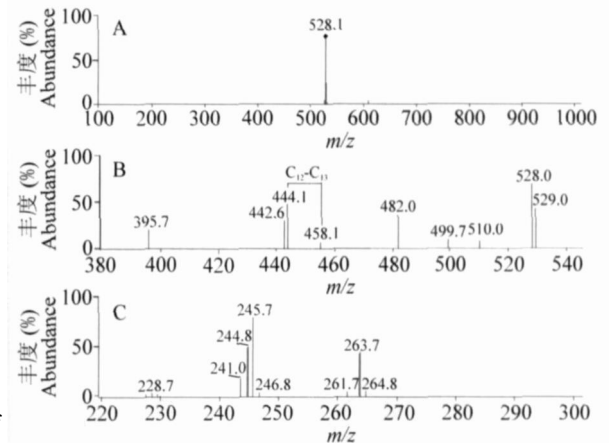 A
丰度 (%)
Abundance
100
50
0
528.1
100 200 300 400 500 600 700 800 900 1000
m/z
B
丰度 (%)
Abundance
100
50
0
C₁₂-C₁₃
395.7
442.6
444.1
458.1
482.0
499.7
510.0
528.0
529.0
380 400 420 440 460 480 500 520 540
m/z
C
丰度 (%)
Abundance
100
50
0
228.7
241.0
244.8
245.7
246.8
261.7
263.7
264.8
220 230 240 250 260 270 280 290 300
m/z